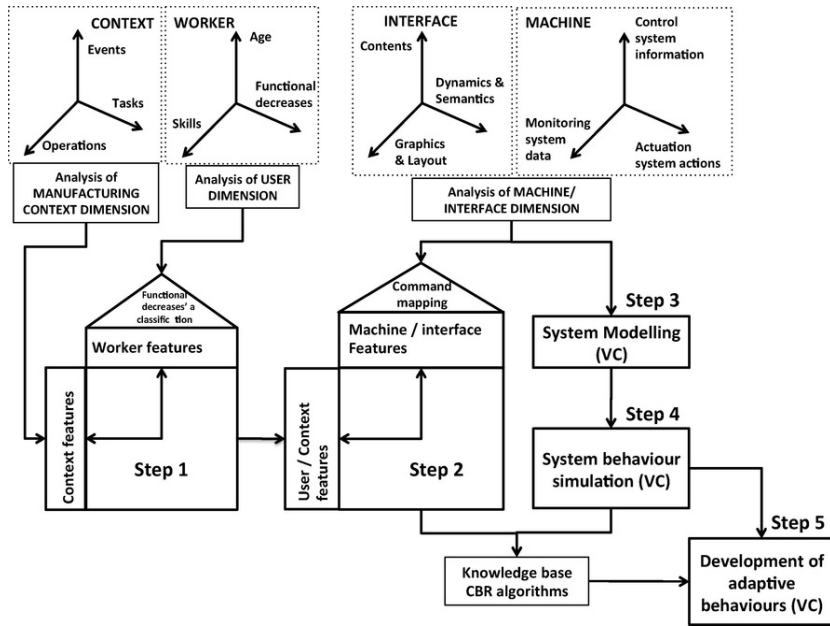 CONTEXT
Events
Tasks
Operations
WORKER
Age
Functional
decreases
Skills
INTERFACE
Contents
Dynamics &
Semantics
Graphics
& Layout
MACHINE
Control
system
information
Monitoring
system
data
Actuation
system actions
Analysis of
MANUFACTURING
CONTEXT DIMENSION
Analysis of USER
DIMENSION
Analysis of MACHINE/
INTERFACE DIMENSION
Functional
decreases' a
classific tion
Worker features
Context features
Step 1
Command
mapping
Machine / interface
Features
User / Context
features
Step 2
Step 3
System Modelling
(VC)
Step 4
System behaviour
simulation (VC)
Step 5
Knowledge base
CBR algorithms
Development of
adaptive
behaviours (VC)